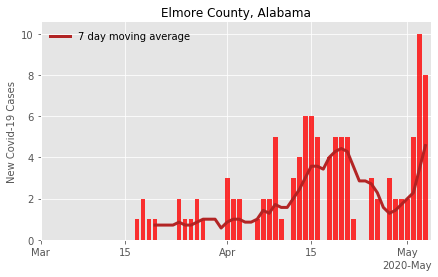 Elmore County, Alabama
7 day moving average
New Covid-19 Cases
10
8
6
4
2
0
Mar
15
Apr
15
May
2020-May